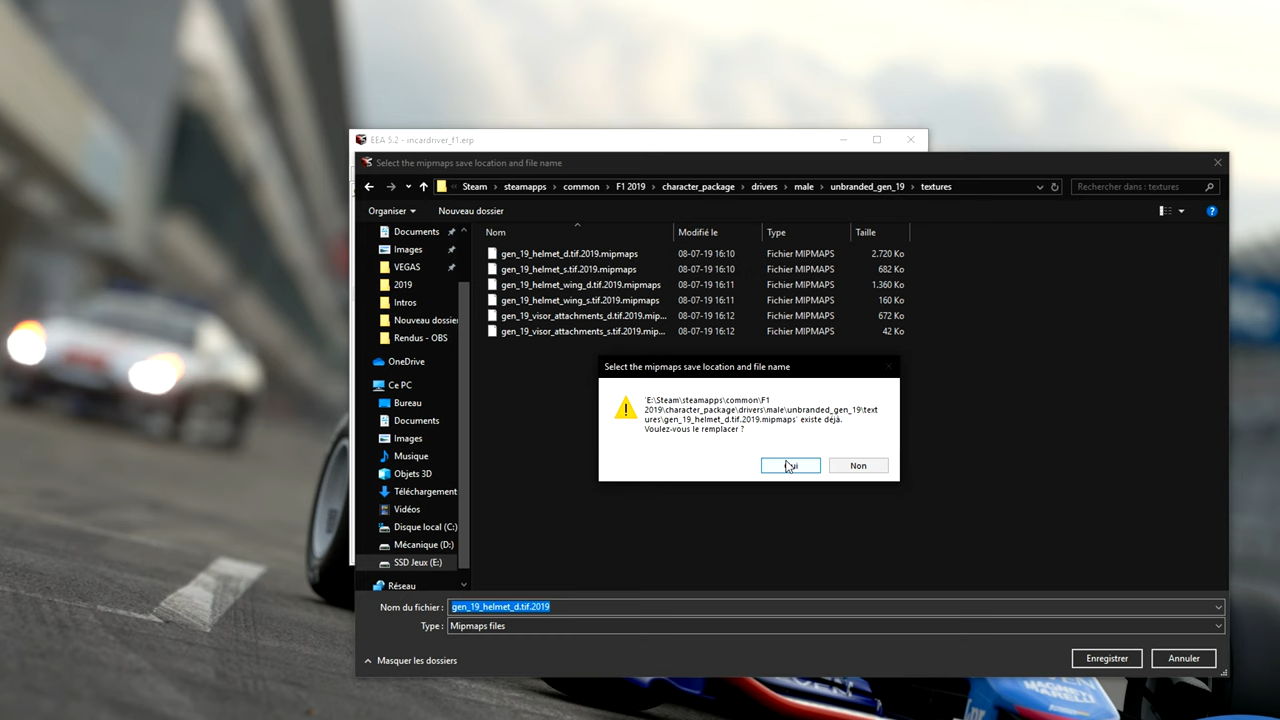 EEA 5.2 - incardriver_f1.erp
Select the mipmaps save location and file name
Steam > steamapps > common > F1 2019 > character_package > drivers > male > unbranded_gen_19 > textures
Rechercher dans : textures
Organiser
Nouveau dossier
Nom
Modifié le
Type
Taille
gen_19_helmet_d.tif.2019.mipmaps 08-07-19 16:10 Fichier MIPMAPS 2.720 Ko
gen_19_helmet_s.tif.2019.mipmaps 08-07-19 16:10 Fichier MIPMAPS 682 Ko
gen_19_helmet_wing_d.tif.2019.mipmaps 08-07-19 16:11 Fichier MIPMAPS 1.360 Ko
gen_19_helmet_wing_s.tif.2019.mipmaps 08-07-19 16:11 Fichier MIPMAPS 160 Ko
gen_19_visor_attachments_d.tif.2019.mip... 08-07-19 16:12 Fichier MIPMAPS 672 Ko
gen_19_visor_attachments_s.tif.2019.mip... 08-07-19 16:12 Fichier MIPMAPS 42 Ko
Documents
Images
VEGAS
2019
Intros
Nouveau dossier
Rendus - OBS
OneDrive
Ce PC
Bureau
Documents
Images
Musique
Objets 3D
Téléchargement
Vidéos
Disque local (C:)
Mécanique (D:)
SSD Jeux (E:)
Réseau
Select the mipmaps save location and file name
'E:\Steam\steamapps\common\F1
2019\character_package\drivers\male\unbranded_gen_19\text
ures\gen_19_helmet_d.tif.2019.mipmaps' existe déjà.
Voulez-vous le remplacer ?
Oui
Non
Nom du fichier : gen_19_helmet_d.tif.2019
Type : Mipmaps files
Masquer les dossiers
Enregistrer
Annuler
MAGNETI
MARELLI